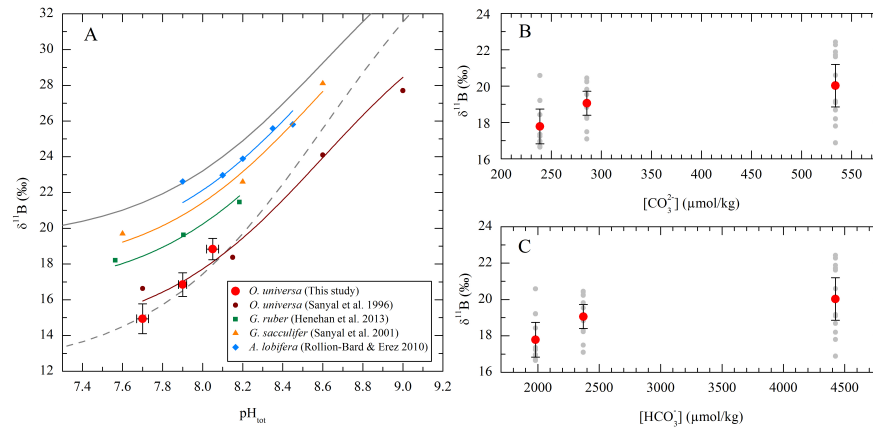 A
32
30
28
26
24
22
20
18
16
14
12
δ¹¹B (‰)
7.4 7.6 7.8 8.0 8.2 8.4 8.6 8.8 9.0 9.2
pH_tot
O. universa (This study)
O. universa (Sanyal et al. 1996)
G. ruber (Henehan et al. 2013)
G. sacculifer (Sanyal et al. 2001)
A. lobifera (Rollion-Bard & Erez 2010)
B
24
22
20
18
16
δ¹¹B (‰)
200 250 300 350 400 450 500 550
[CO₃²⁻] (μmol/kg)
C
24
22
20
18
16
δ¹¹B (‰)
2000 2500 3000 3500 4000 4500
[HCO₃⁻] (μmol/kg)